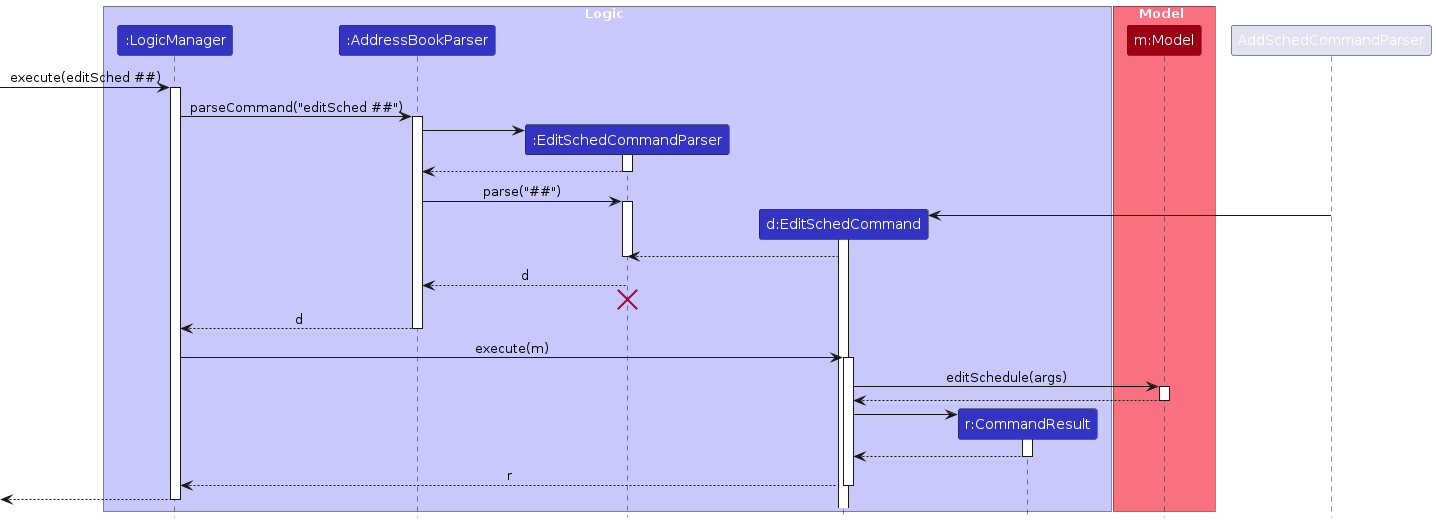 Logic
Model
:LogicManager
:AddressBookParser
m:Model
AddSchedCommandParser
execute(editSched ##)
parseCommand("editSched ##")
:EditSchedCommandParser
parse("##")
d:EditSchedCommand
d
d
execute(m)
editSchedule(args)
r:CommandResult
r